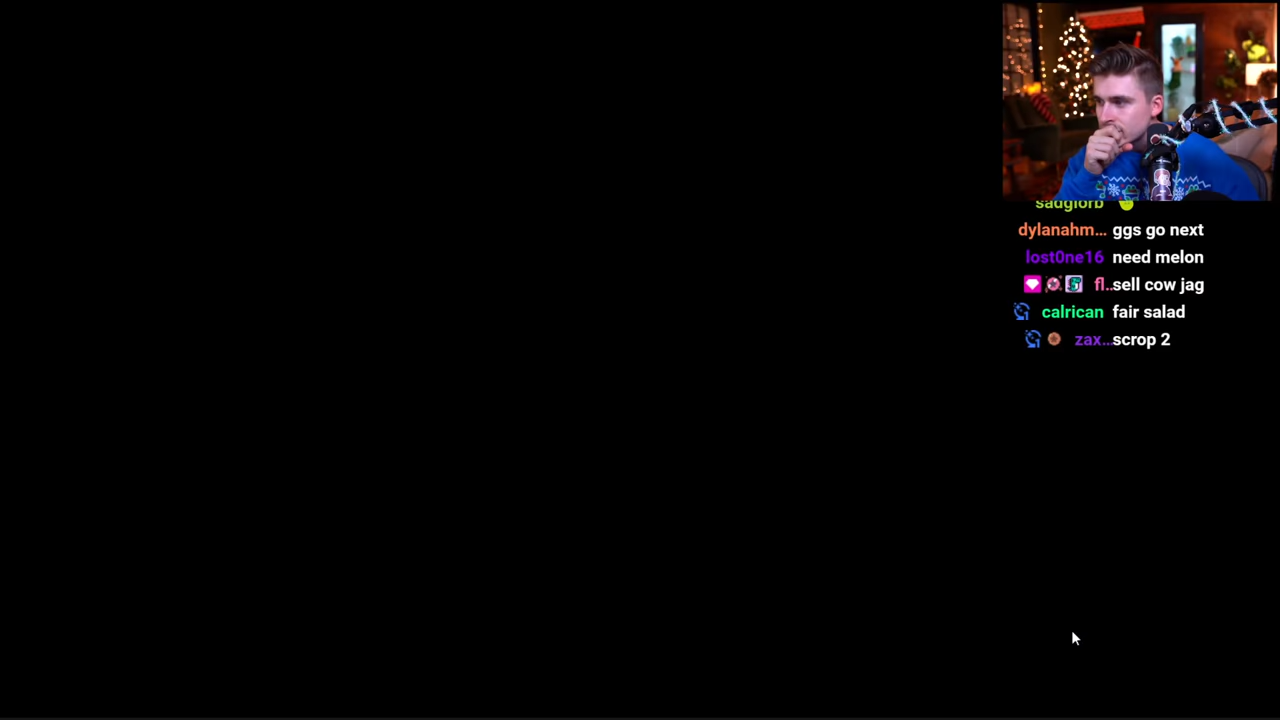 sadglorb
dylanahm... ggs go next
lost0ne16 need melon
fl..sell cow jag
calrican fair salad
zax...scrop 2